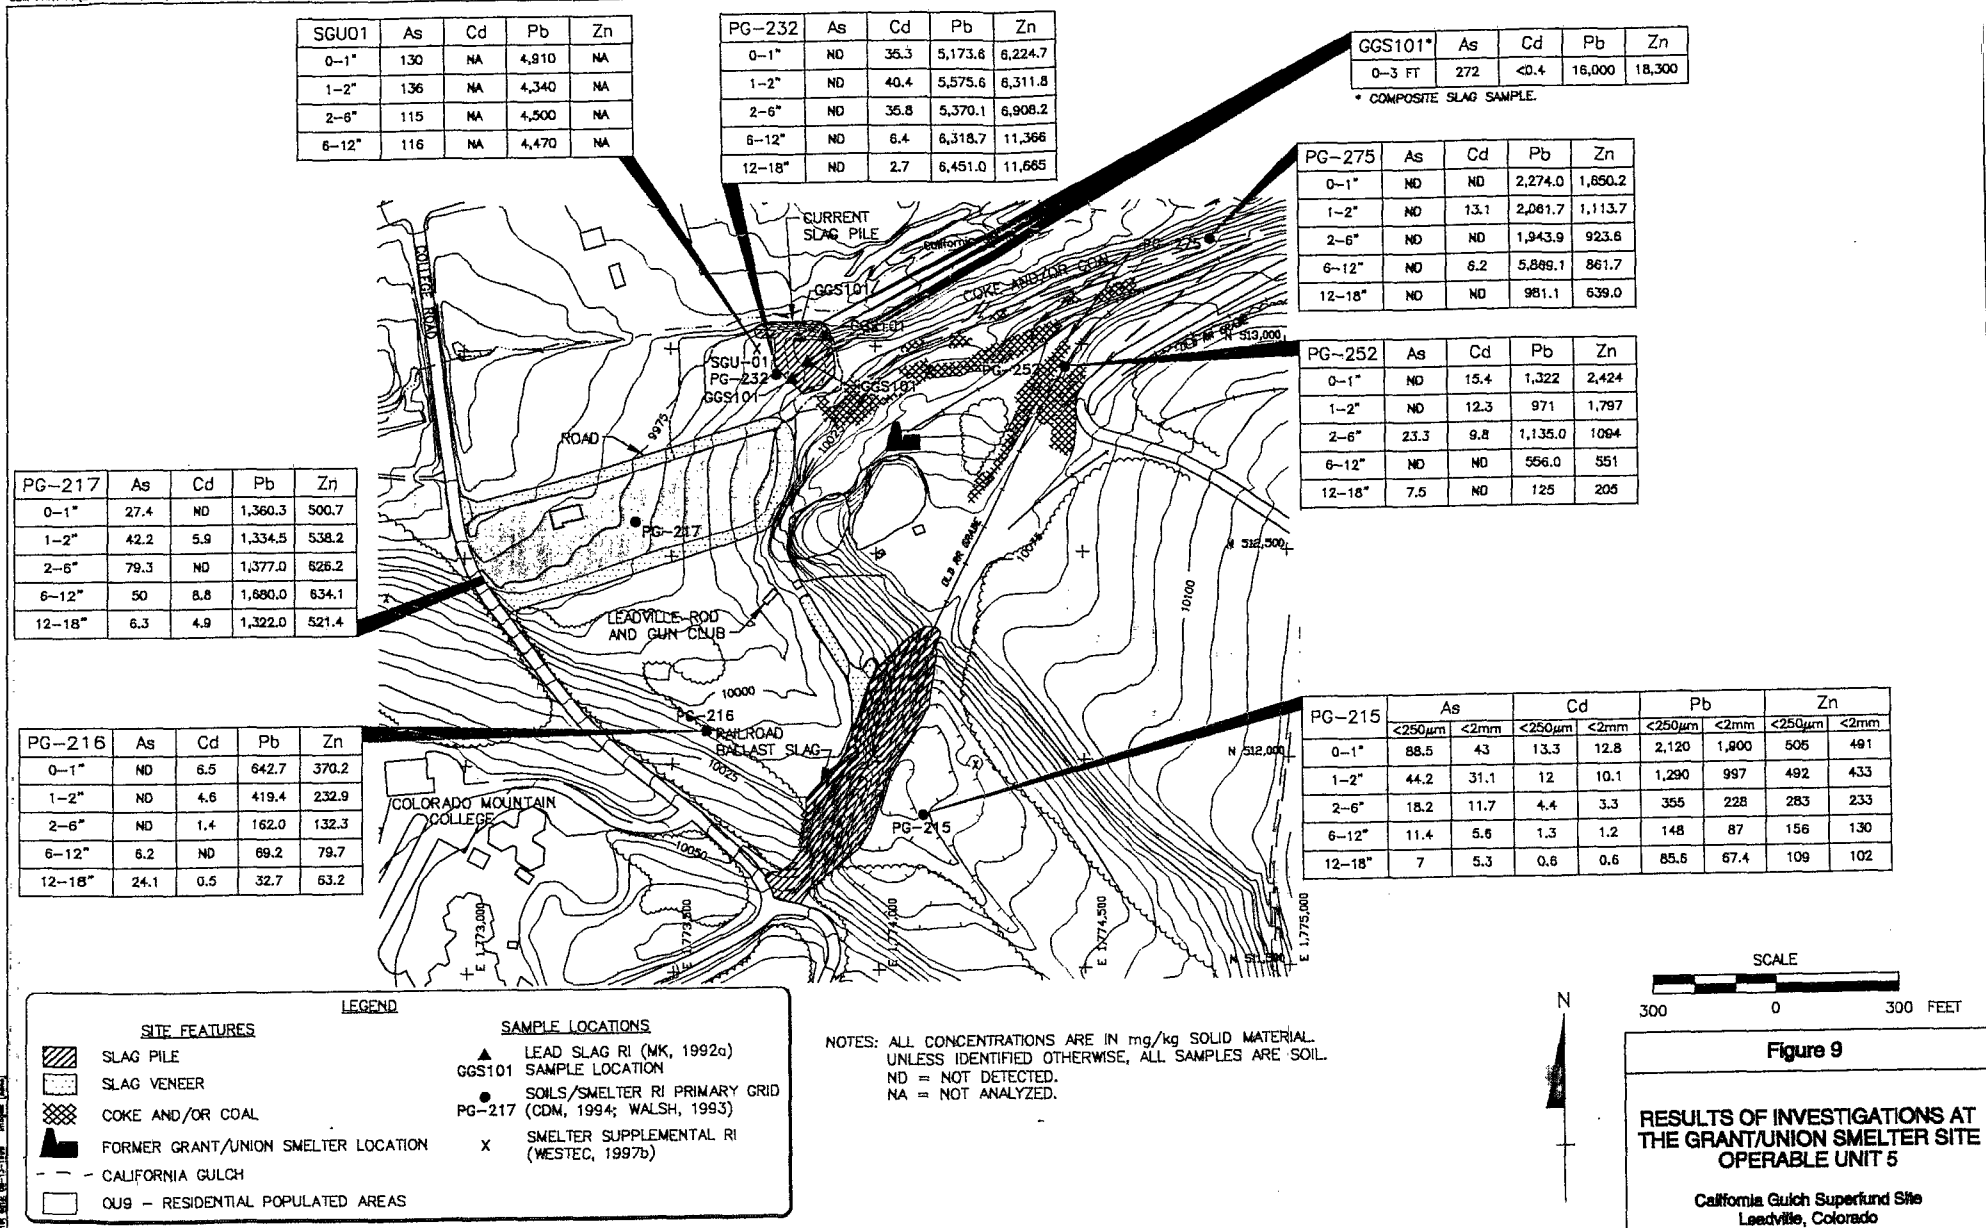 SGU01 As Cd Pb Zn
0-1" 130 NA 4,910 NA
1-2" 136 NA 4,340 NA
2-6" 115 NA 4,500 NA
6-12" 116 NA 4,470 NA
PG-232 As Cd Pb Zn
0-1" ND 35.3 5,173.6 6,224.7
1-2" ND 40.4 5,575.6 6,311.8
2-6" ND 35.8 5,370.1 6,908.2
6-12" ND 6.4 6,318.7 11,366
12-18" ND 2.7 6,451.0 11,665
GGS101* As Cd Pb Zn
0-3 FT 272 <0.4 16,000 18,300
* COMPOSITE SLAG SAMPLE.
PG-275 As Cd Pb Zn
0-1" ND ND 2,274.0 1,650.2
1-2" ND 13.1 2,061.7 1,113.7
2-6" ND ND 1,943.9 923.6
6-12" ND 6.2 5,869.1 861.7
12-18" ND ND 981.1 639.0
PG-252 As Cd Pb Zn
0-1" ND 15.4 1,322 2,424
1-2" ND 12.3 971 1,797
2-6" 23.3 9.8 1,135.0 1094
6-12" ND ND 556.0 551
12-18" 7.5 ND 125 205
PG-217 As Cd Pb Zn
0-1" 27.4 ND 1,360.3 500.7
1-2" 42.2 5.9 1,334.5 538.2
2-6" 79.3 ND 1,377.0 626.2
6-12" 50 8.8 1,680.0 634.1
12-18" 6.3 4.9 1,322.0 521.4
PG-216 As Cd Pb Zn
0-1" ND 6.5 642.7 370.2
1-2" ND 4.6 419.4 232.9
2-6" ND 1.4 162.0 132.3
6-12" 6.2 ND 69.2 79.7
12-18" 24.1 0.5 32.7 63.2
PG-215 As Cd Pb Zn
<250µm <2mm <250µm <2mm <250µm <2mm <250µm <2mm
0-1" 88.5 43 13.3 12.8 2,120 1,900 505 491
1-2" 44.2 31.1 12 10.1 1,290 997 492 433
2-6" 18.2 11.7 4.4 3.3 355 228 283 233
6-12" 11.4 5.6 1.3 1.2 148 87 156 130
12-18" 7 5.3 0.6 0.6 85.6 67.4 109 102
CURRENT
SLAG PILE
COLLEGE ROAD
California
PG-275
COKE AND/OR COAL
GGS101
GGS101
N 513,000
SGU-01
PG-232
GGS101
GGS101
PG-252
9975
ROAD
10025
PG-217
OLD RR GRADE
10075
N 512,500
10100
LEADVILLE ROD
AND GUN CLUB
10000
PG-216
RAILROAD
BALLAST SLAG
10025
N 512,000
X
COLORADO MOUNTAIN
COLLEGE
PG-215
10050
E 1,773,000
E 1,773,500
E 1,774,000
E 1,774,500
E 1,775,000
N 511,500
LEGEND
SITE FEATURES
SLAG PILE
SLAG VENEER
COKE AND/OR COAL
FORMER GRANT/UNION SMELTER LOCATION
CALIFORNIA GULCH
OU9 - RESIDENTIAL POPULATED AREAS
SAMPLE LOCATIONS
LEAD SLAG RI (MK, 1992a)
GGS101 SAMPLE LOCATION
SOILS/SMELTER RI PRIMARY GRID
PG-217 (CDM, 1994; WALSH, 1993)
X SMELTER SUPPLEMENTAL RI
(WESTEC, 1997b)
NOTES: ALL CONCENTRATIONS ARE IN mg/kg SOLID MATERIAL.
UNLESS IDENTIFIED OTHERWISE, ALL SAMPLES ARE SOIL.
ND = NOT DETECTED.
NA = NOT ANALYZED.
N
SCALE
300 0 300 FEET
Figure 9
RESULTS OF INVESTIGATIONS AT
THE GRANT/UNION SMELTER SITE
OPERABLE UNIT 5
California Gulch Superfund Site
Leadville, Colorado